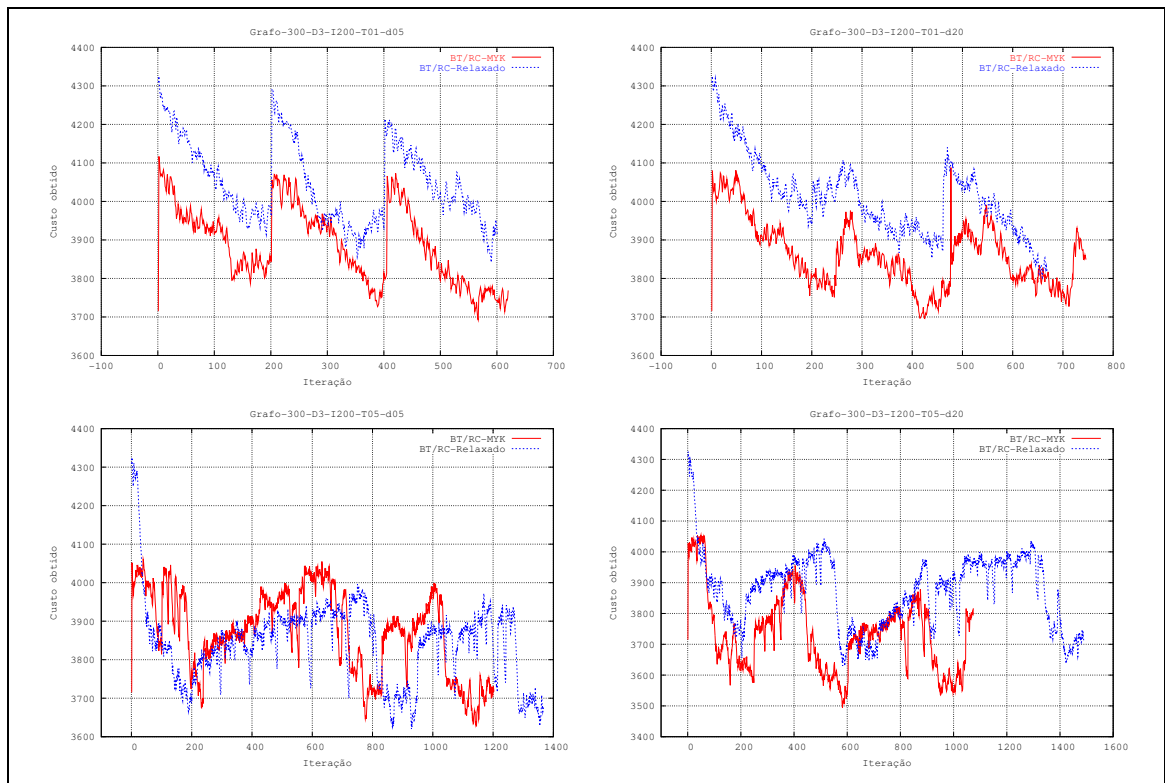 Grafo-300-D3-I200-T01-d05
4400
4300
4200
4100
4000
3900
3800
3700
3600
Custo obtido
BT/RC-MYK
BT/RC-Relaxado
-100 0 100 200 300 400 500 600 700
Iteração
Grafo-300-D3-I200-T01-d20
4400
4300
4200
4100
4000
3900
3800
3700
3600
Custo obtido
BT/RC-MYK
BT/RC-Relaxado
-100 0 100 200 300 400 500 600 700 800
Iteração
Grafo-300-D3-I200-T05-d05
4400
4300
4200
4100
4000
3900
3800
3700
3600
Custo obtido
BT/RC-MYK
BT/RC-Relaxado
0 200 400 600 800 1000 1200 1400
Iteração
Grafo-300-D3-I200-T05-d20
4400
4300
4200
4100
4000
3900
3800
3700
3600
3500
3400
Custo obtido
BT/RC-MYK
BT/RC-Relaxado
0 200 400 600 800 1000 1200 1400 1600
Iteração